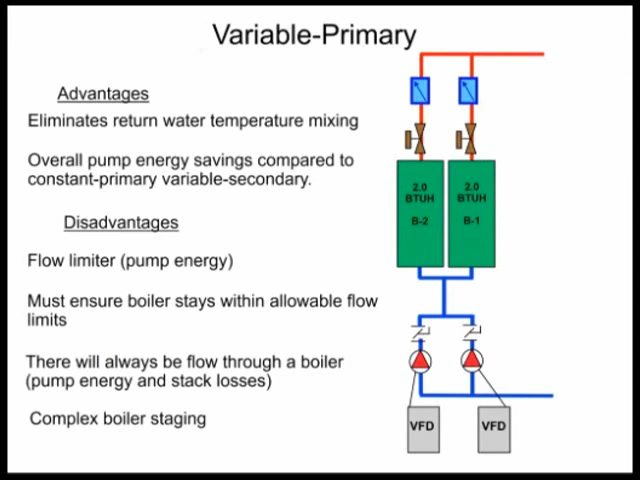 Variable-Primary
Advantages
Eliminates return water temperature mixing
Overall pump energy savings compared to
constant-primary variable-secondary.
Disadvantages
Flow limiter (pump energy)
Must ensure boiler stays within allowable flow
limits
There will always be flow through a boiler
(pump energy and stack losses)
Complex boiler staging
2.0
BTUH
B-2
2.0
BTUH
B-1
VFD
VFD